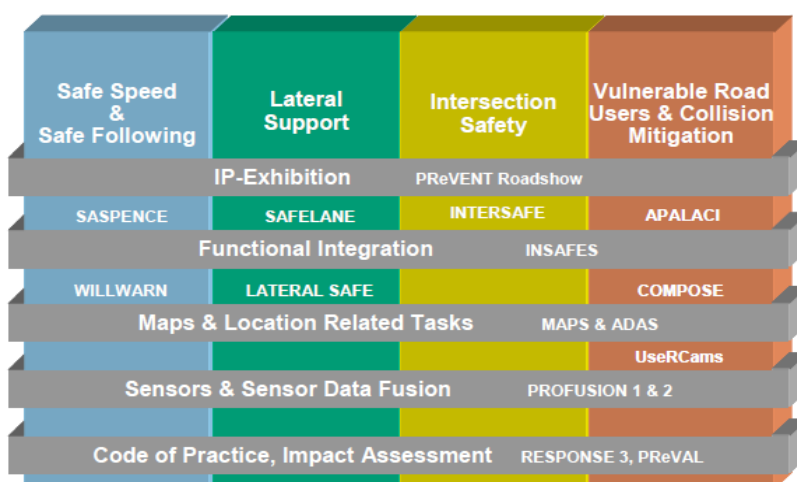 Safe Speed
&
Safe Following
Lateral
Support
Intersection
Safety
Vulnerable Road
Users & Collision
Mitigation
IP-Exhibition PReVENT Roadshow
SASPENCE SAFELANE INTERSAFE APALACI
Functional Integration INSAFES
WILLWARN LATERAL SAFE COMPOSE
Maps & Location Related Tasks MAPS & ADAS
UseRCams
Sensors & Sensor Data Fusion PROFUSION 1 & 2
Code of Practice, Impact Assessment RESPONSE 3, PReVAL